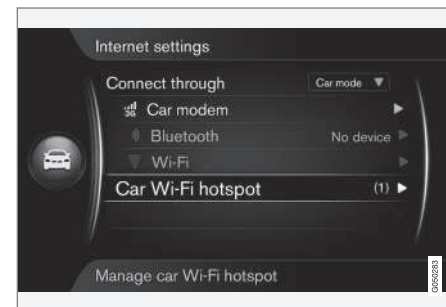 Internet settings
Connect through Car mode
3G Car modem
Bluetooth No device
Wi-Fi
Car Wi-Fi hotspot (1)
Manage car Wi-Fi hotspot
G050283